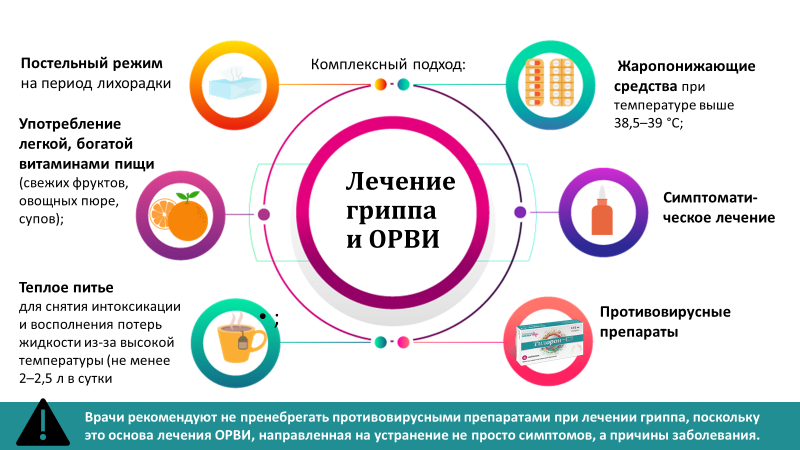 Комплексный подход:
Постельный режим
на период лихорадки
Употребление
легкой, богатой
витаминами пищи
(свежих фруктов,
овощных пюре,
супов);
Теплое питье
для снятия интоксикации
и восполнения потерь
жидкости из-за высокой
температуры (не менее
2–2,5 л в сутки
• ;
Лечение
гриппа
и ОРВИ
Жаропонижающие
средства при
температуре выше
38,5–39 °C;
Симптомати-
ческое лечение
Противовирусные
препараты
Врачи рекомендуют не пренебрегать противовирусными препаратами при лечении гриппа, поскольку
это основа лечения ОРВИ, направленная на устранение не просто симптомов, а причины заболевания.